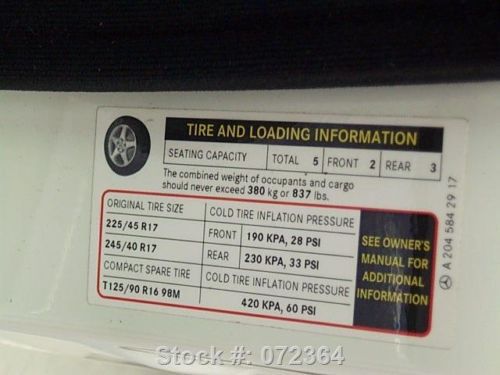 TIRE AND LOADING INFORMATION
SEATING CAPACITY TOTAL 5 FRONT 2 REAR 3
The combined weight of occupants and cargo
should never exceed 380 kg or 837 lbs.
ORIGINAL TIRE SIZE COLD TIRE INFLATION PRESSURE
225/45 R17 FRONT 190 KPA, 28 PSI
245/40 R17 REAR 230 KPA, 33 PSI
COMPACT SPARE TIRE COLD TIRE INFLATION PRESSURE
T125/90 R16 98M 420 KPA, 60 PSI
SEE OWNER'S
MANUAL FOR
ADDITIONAL
INFORMATION
A 204 584 29 17
Stock #: 072364